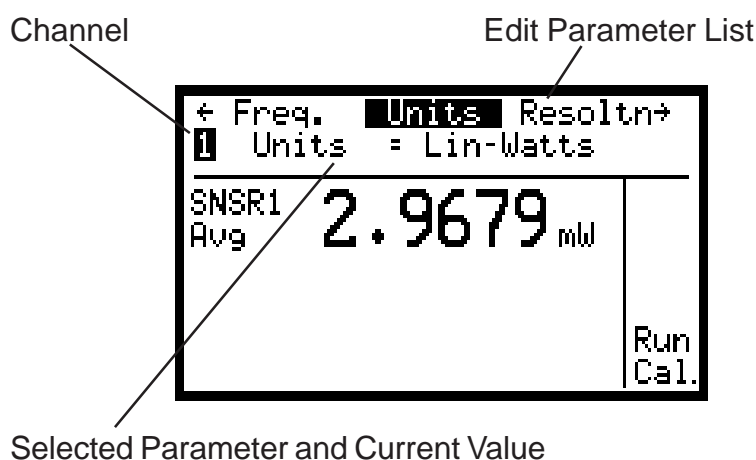 Channel
Edit Parameter List
← Freq. Units Resoltn→
1 Units = Lin-Watts
SNSR1
Avg
2.9679 mW
Run
Cal.
Selected Parameter and Current Value